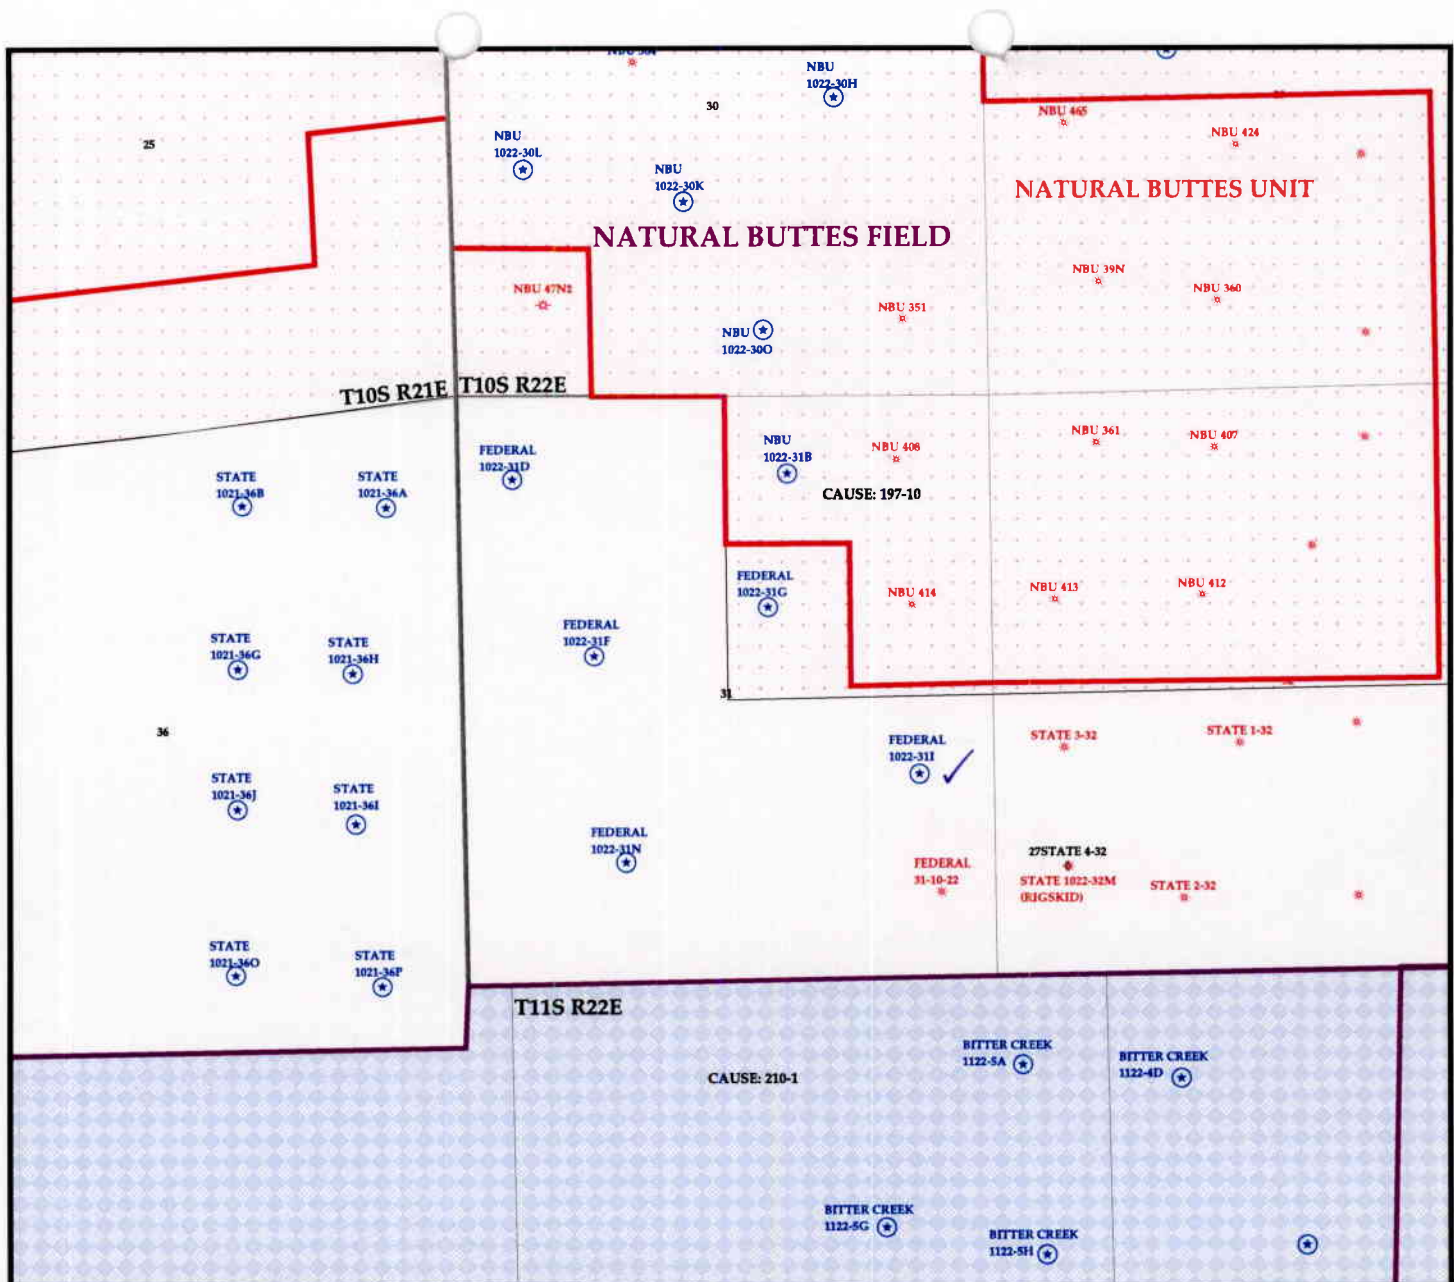 NBU
1022-30H
30
25
NBU 465
NBU 424
NBU
1022-30L
NBU
1022-30K
NATURAL BUTTES UNIT
NATURAL BUTTES FIELD
NBU 47N2
NBU 39N
NBU 360
NBU 351
NBU
1022-30O
T10S R21E
T10S R22E
NBU 361
NBU 407
NBU 408
NBU
1022-31B
FEDERAL
1022-31D
STATE
1021-36B
STATE
1021-36A
CAUSE: 197-10
FEDERAL
1022-31G
NBU 414
NBU 413
NBU 412
FEDERAL
1022-31F
STATE
1021-36G
STATE
1021-36H
31
36
FEDERAL
1022-31I
STATE 3-32
STATE 1-32
STATE
1021-36J
STATE
1021-36I
FEDERAL
1022-31N
FEDERAL
31-10-22
27STATE 4-32
STATE 1022-32M
(RIGSKID)
STATE 2-32
STATE
1021-36O
STATE
1021-36P
T11S R22E
CAUSE: 210-1
BITTER CREEK
1122-5A
BITTER CREEK
1122-4D
BITTER CREEK
1122-5G
BITTER CREEK
1122-5H